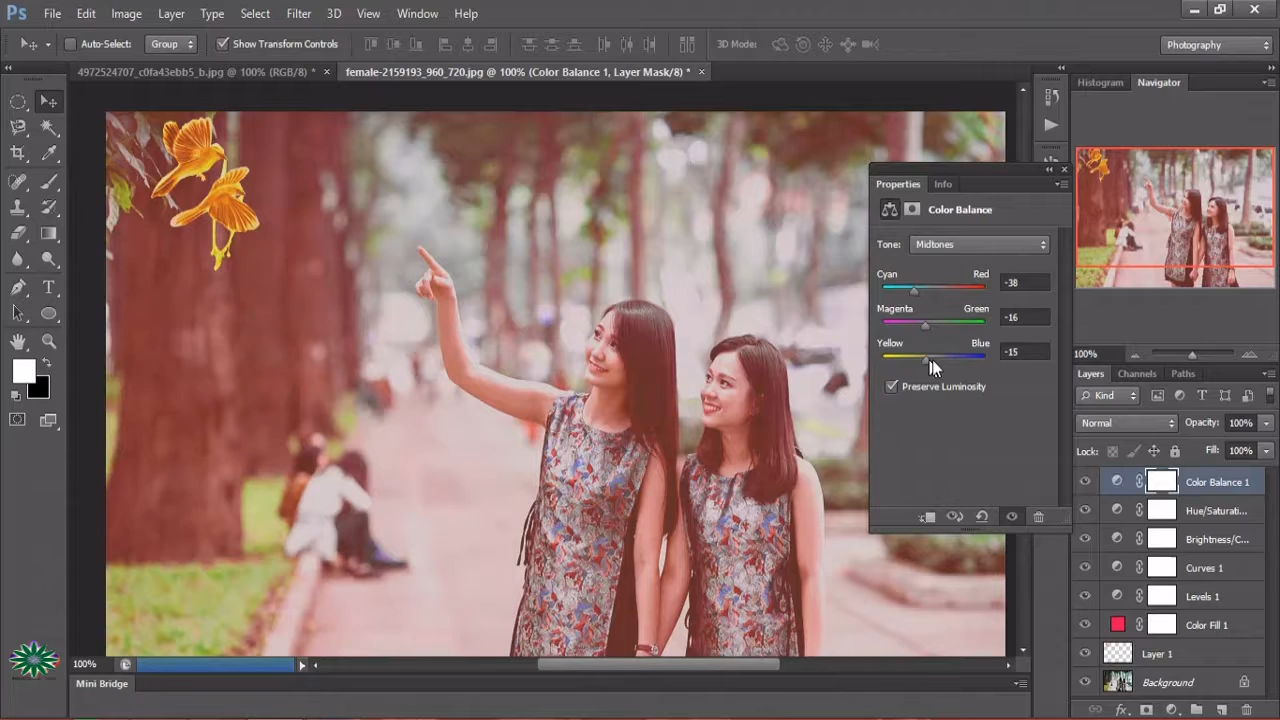 Ps File Edit Image Layer Type Select Filter 3D View Window Help
Auto-Select: Group Show Transform Controls 3D Mode: Photography
4972524707_c0fa43ebb5_b.jpg @ 100% (RGB/8) * × female-2159193_960_720.jpg @ 100% (Color Balance 1, Layer Mask/8) * ×
Histogram Navigator
Properties Info
Color Balance
Tone: Midtones
Cyan Red -38
Magenta Green -16
Yellow Blue -15
Preserve Luminosity
100%
Layers Channels Paths
Kind
Normal Opacity: 100%
Lock: Fill: 100%
Color Balance 1
Hue/Saturati...
Brightness/C...
Curves 1
Levels 1
Color Fill 1
Layer 1
Background
100%
Mini Bridge